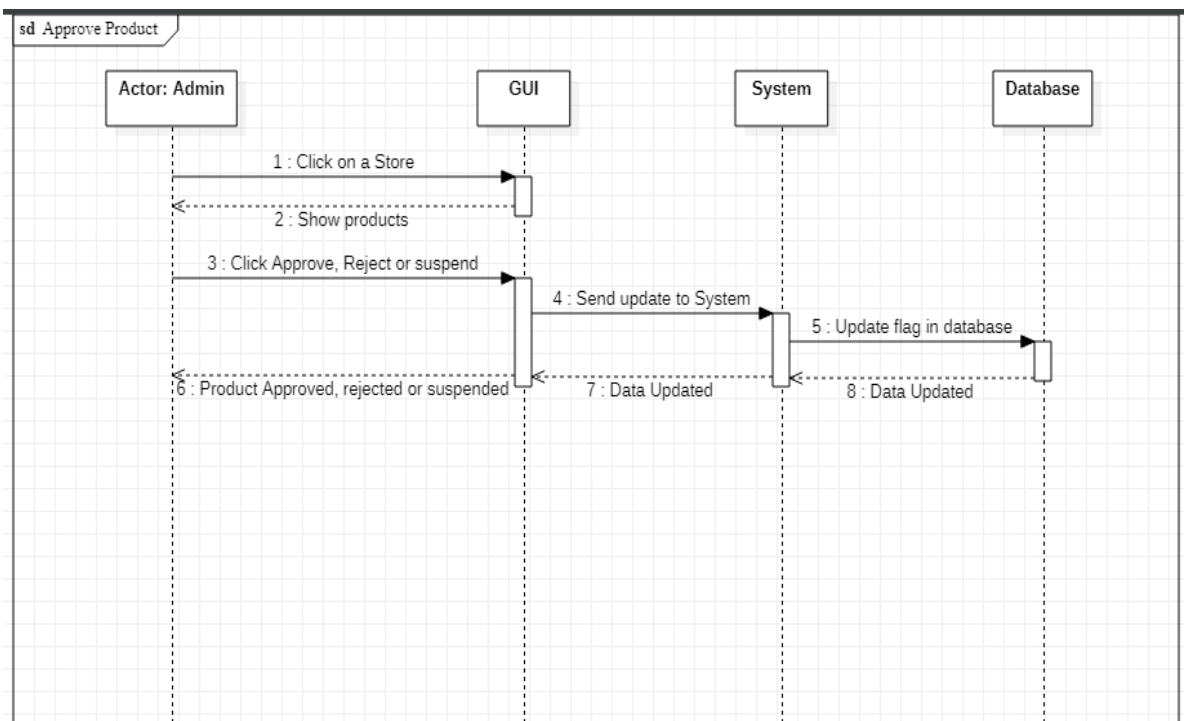 sd Approve Product
Actor: Admin
GUI
System
Database
1 : Click on a Store
2 : Show products
3 : Click Approve, Reject or suspend
4 : Send update to System
5 : Update flag in database
6 : Product Approved, rejected or suspended
7 : Data Updated
8 : Data Updated